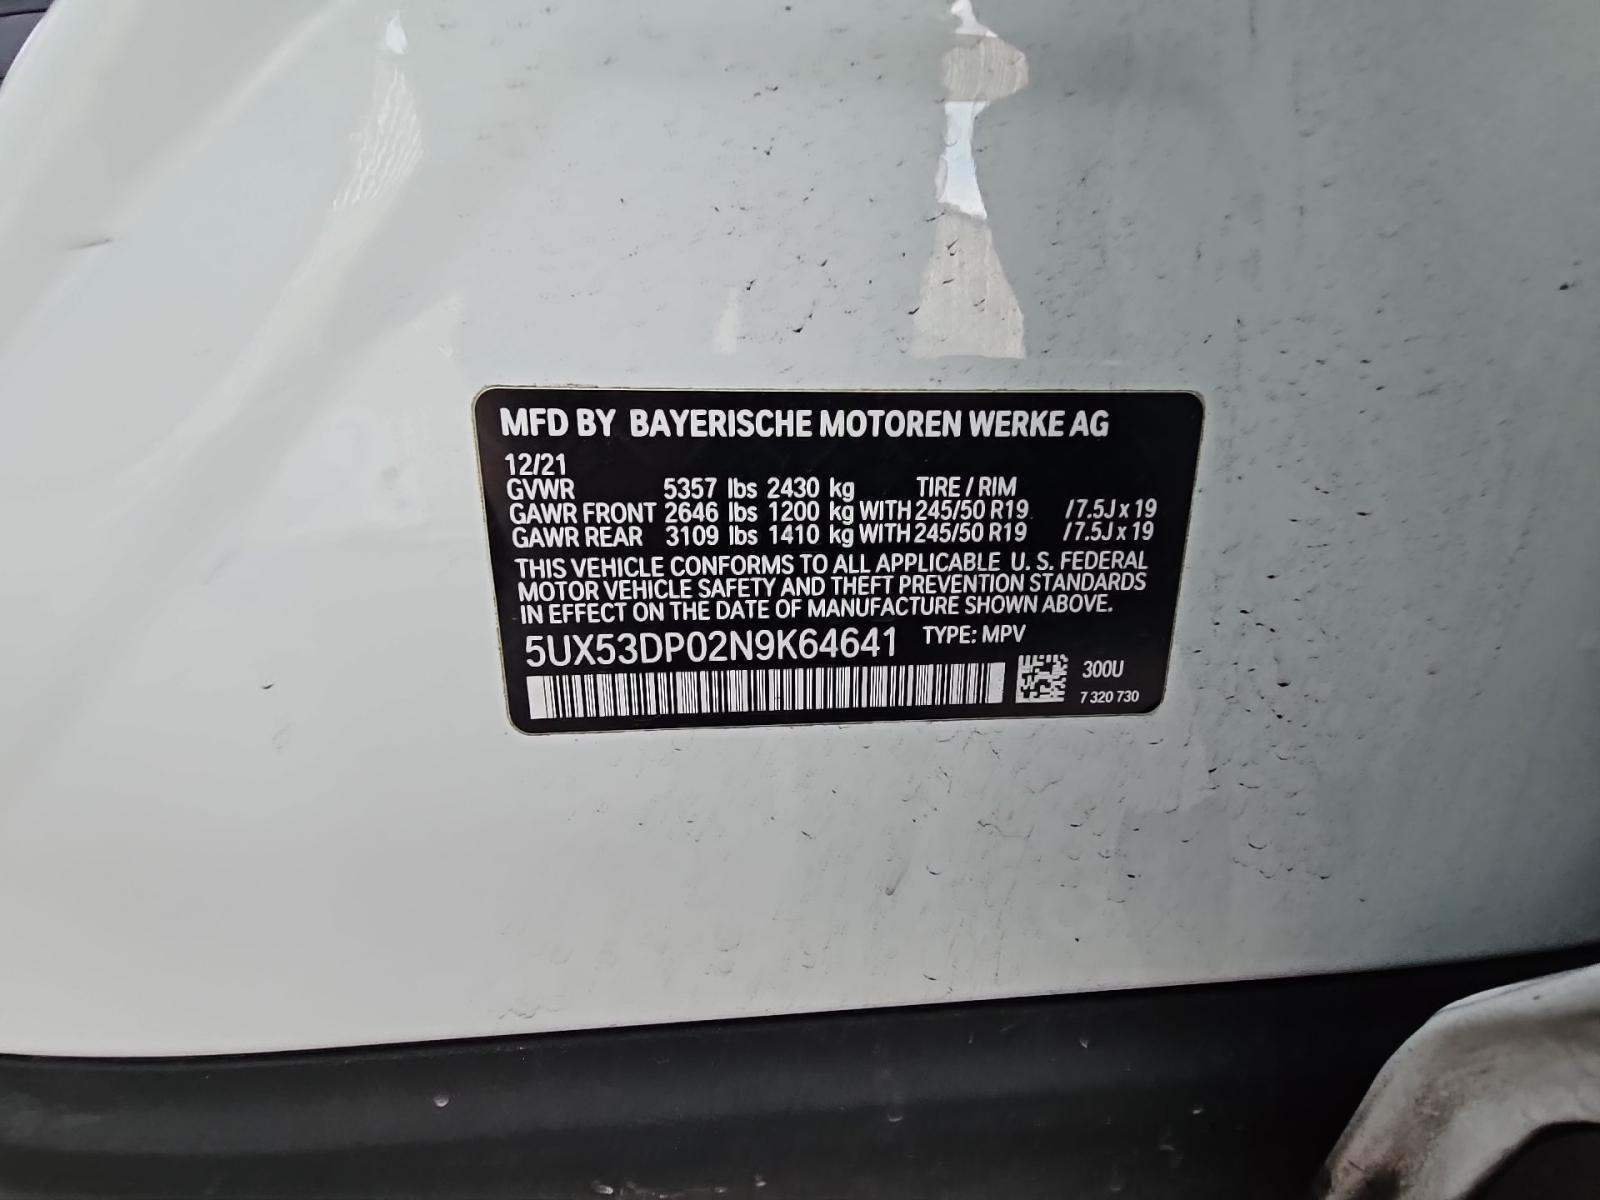 MFD BY BAYERISCHE MOTOREN WERKE AG
12/21
GVWR 5357 lbs 2430 kg TIRE / RIM
GAWR FRONT 2646 lbs 1200 kg WITH 245/50 R19 /7.5J x 19
GAWR REAR 3109 lbs 1410 kg WITH 245/50 R19 /7.5J x 19
THIS VEHICLE CONFORMS TO ALL APPLICABLE U. S. FEDERAL
MOTOR VEHICLE SAFETY AND THEFT PREVENTION STANDARDS
IN EFFECT ON THE DATE OF MANUFACTURE SHOWN ABOVE.
5UX53DP02N9K64641 TYPE: MPV
300U
7 320 730